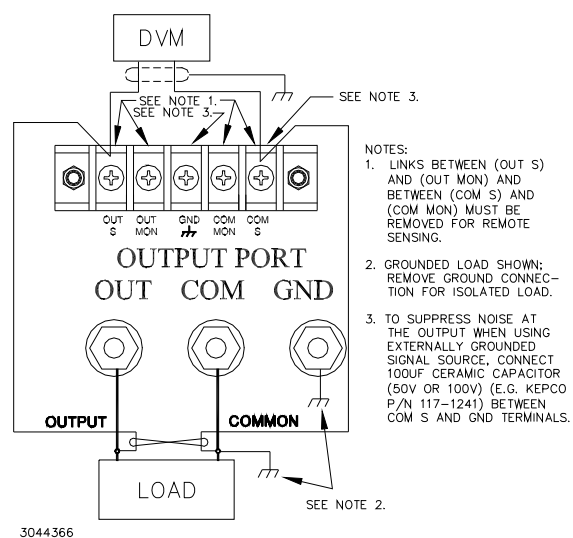 DVM
SEE NOTE 1.
SEE NOTE 3.
SEE NOTE 3.
OUT S
OUT MON
GND
COM MON
COM S
OUTPUT PORT
OUT COM GND
OUTPUT
COMMON
LOAD
SEE NOTE 2.
3044366
NOTES:
1. LINKS BETWEEN (OUT S)
AND (OUT MON) AND
BETWEEN (COM S) AND
(COM MON) MUST BE
REMOVED FOR REMOTE
SENSING.
2. GROUNDED LOAD SHOWN;
REMOVE GROUND CONNEC-
TION FOR ISOLATED LOAD.
3. TO SUPPRESS NOISE AT
THE OUTPUT WHEN USING
EXTERNALLY GROUNDED
SIGNAL SOURCE, CONNECT
100UF CERAMIC CAPACITOR
(50V OR 100V) (E.G. KEPCO
P/N 117-1241) BETWEEN
COM S AND GND TERMINALS.